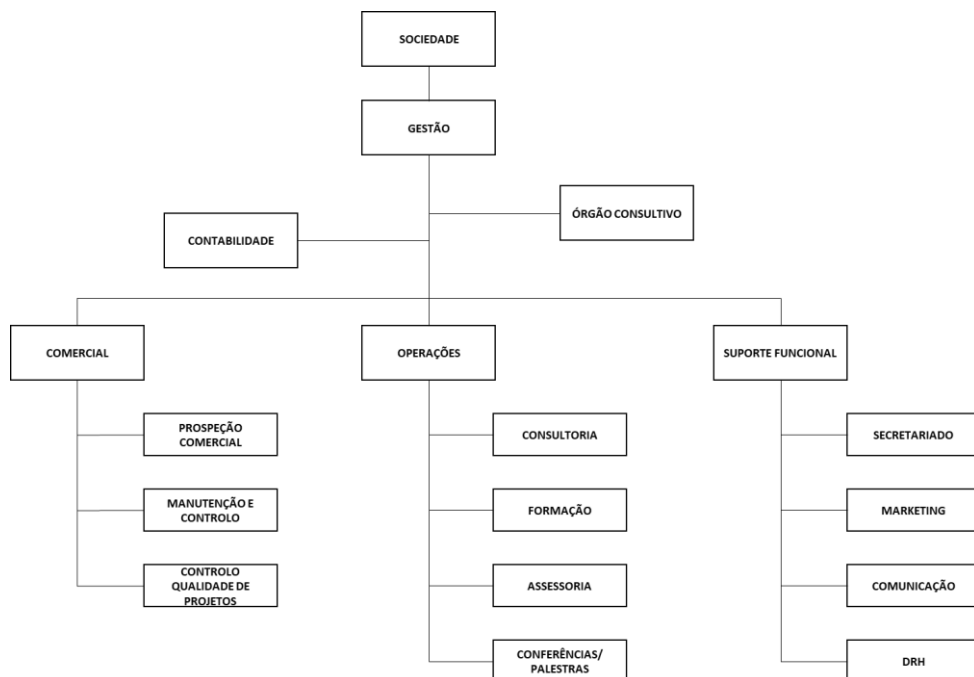 SOCIEDADE
GESTÃO
ÓRGÃO CONSULTIVO
CONTABILIDADE
COMERCIAL
OPERAÇÕES
SUPORTE FUNCIONAL
PROSPEÇÃO
COMERCIAL
CONSULTORIA
SECRETARIADO
MANUTENÇÃO E
CONTROLO
FORMAÇÃO
MARKETING
CONTROLO
QUALIDADE DE
PROJETOS
ASSESSORIA
COMUNICAÇÃO
CONFERÊNCIAS/
PALESTRAS
DRH